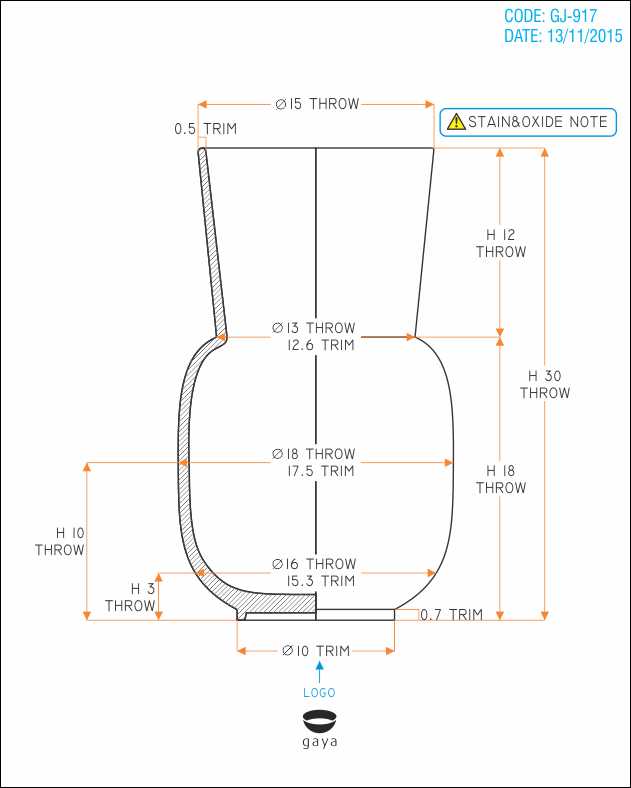 CODE: GJ-917
DATE: 13/11/2015
Ø15 THROW
0.5 TRIM
STAIN&OXIDE NOTE
H 12
THROW
Ø13 THROW
12.6 TRIM
H 30
THROW
Ø18 THROW
17.5 TRIM
H 18
THROW
H 10
THROW
Ø16 THROW
15.3 TRIM
H 3
THROW
0.7 TRIM
Ø10 TRIM
LOGO
gaya